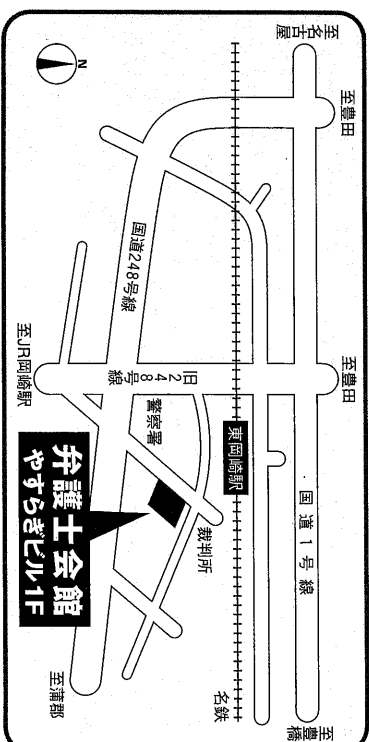 至名古屋
至豊田
至豊田
至豊橋
国道1号線
東岡崎駅
名鉄
N
国道248号線
旧248号線
警察署
裁判所
至JR岡崎駅
弁護士会館
やすらぎビル1F
至蒲郡